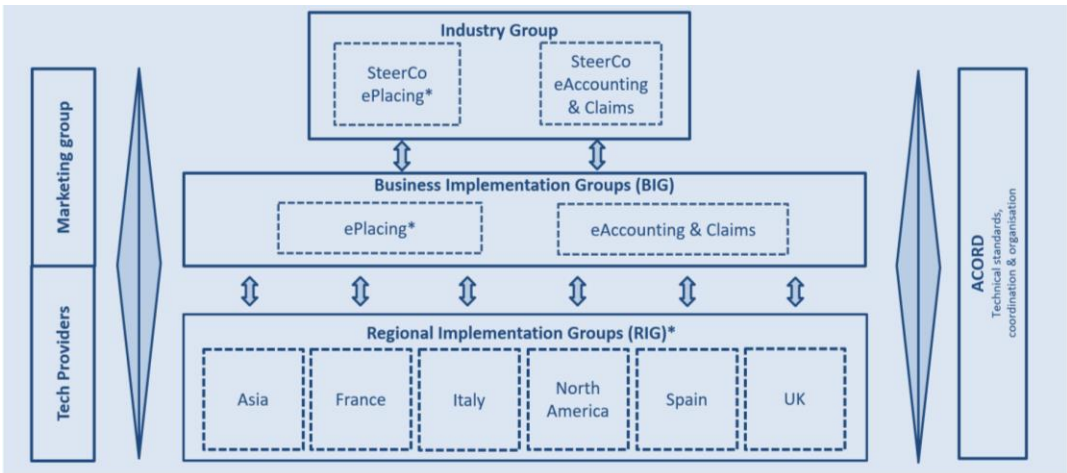 Industry Group
SteerCo
ePlacing*
SteerCo
eAccounting
& Claims
Marketing group
Business Implementation Groups (BIG)
ePlacing*
eAccounting & Claims
Tech Providers
Regional Implementation Groups (RIG)*
Asia
France
Italy
North
America
Spain
UK
ACORD
Technical standards,
coordination & organisation